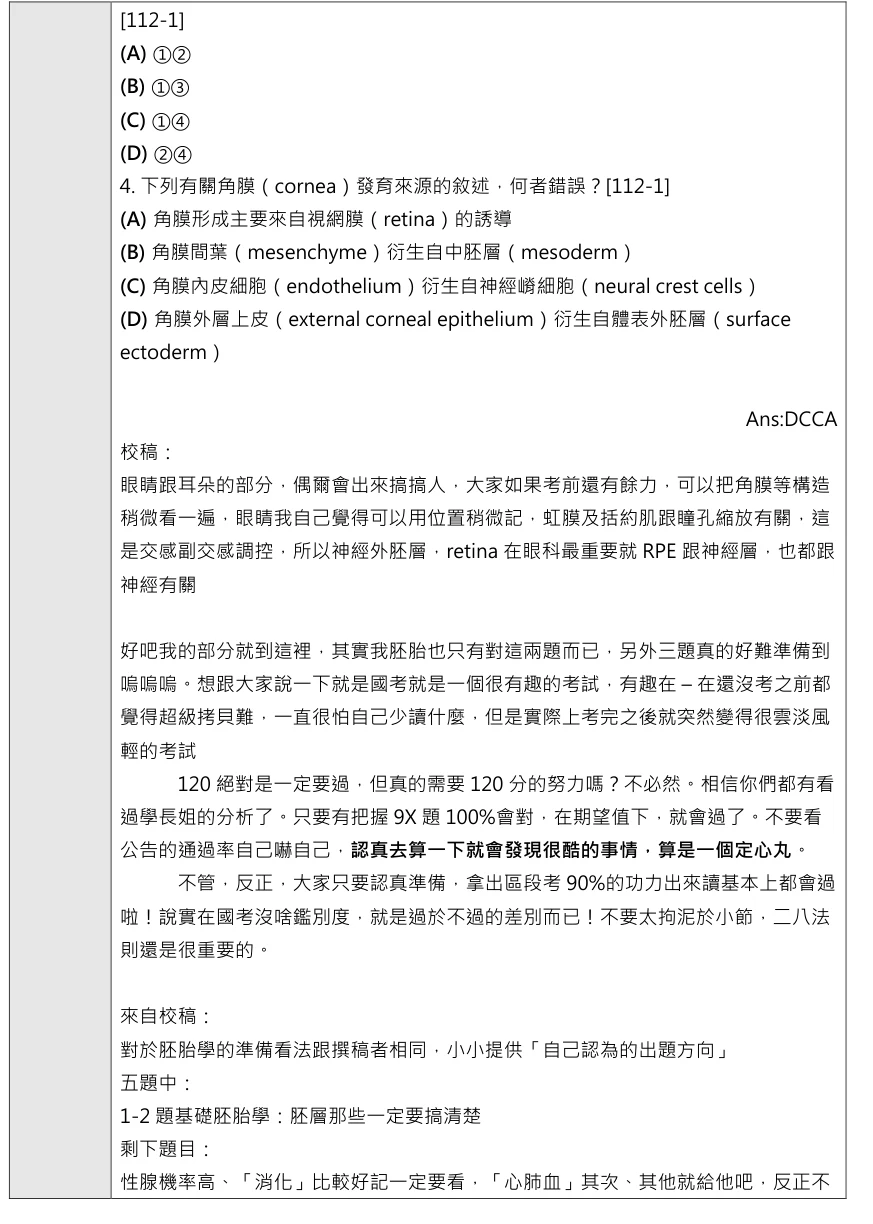 [112-1]
(A) ①②
(B) ①③
(C) ①④
(D) ②④
4. 下列有關角膜（cornea）發育來源的敘述，何者錯誤？[112-1]
(A) 角膜形成主要來自視網膜（retina）的誘導
(B) 角膜間葉（mesenchyme）衍生自中胚層（mesoderm）
(C) 角膜內皮細胞（endothelium）衍生自神經嵴細胞（neural crest cells）
(D) 角膜外層上皮（external corneal epithelium）衍生自體表外胚層（surface
ectoderm）
Ans:DCCA
校稿：
眼睛跟耳朵的部分，偶爾會出來搞搞人，大家如果考前還有餘力，可以把角膜等構造
稍微看一遍，眼睛我自己覺得可以用位置稍微記，虹膜及括約肌跟瞳孔縮放有關，這
是交感副交感調控，所以神經外胚層，retina 在眼科最重要就 RPE 跟神經層，也都跟
神經有關
好吧我的部分就到這裡，其實我胚胎也只有對這兩題而已，另外三題真的好難準備到
嗚嗚嗚。想跟大家說一下就是國考就是一個很有趣的考試，有趣在 – 在還沒考之前都
覺得超級拷貝難，一直很怕自己少讀什麼，但是實際上考完之後就突然變得很雲淡風
輕的考試
120 絕對是一定要過，但真的需要 120 分的努力嗎？不必然。相信你們都有看
過學長姐的分析了。只要有把握 9X 題 100%會對，在期望值下，就會過了。不要看
公告的通過率自己嚇自己，認真去算一下就會發現很酷的事情，算是一個定心丸。
不管，反正，大家只要認真準備，拿出區段考 90%的功力出來讀基本上都會過
啦！說實在國考沒啥鑑別度，就是過於不過的差別而已！不要太拘泥於小節，二八法
則還是很重要的。
來自校稿：
對於胚胎學的準備看法跟撰稿者相同，小小提供「自己認為的出題方向」
五題中：
1-2 題基礎胚胎學：胚層那些一定要搞清楚
剩下題目：
性腺機率高、「消化」比較好記一定要看，「心肺血」其次、其他就給他吧，反正不